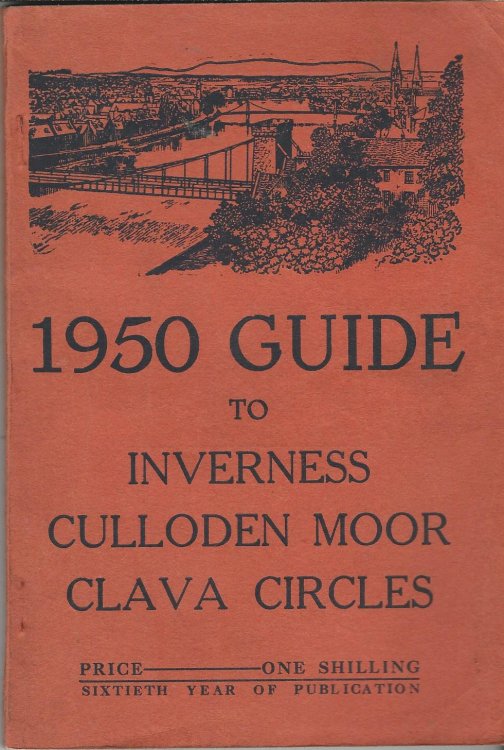 1950 GUIDE
TO
INVERNESS
CULLODEN MOOR
CLAVA CIRCLES
PRICE————ONE SHILLING
SIXTIETH YEAR OF PUBLICATION